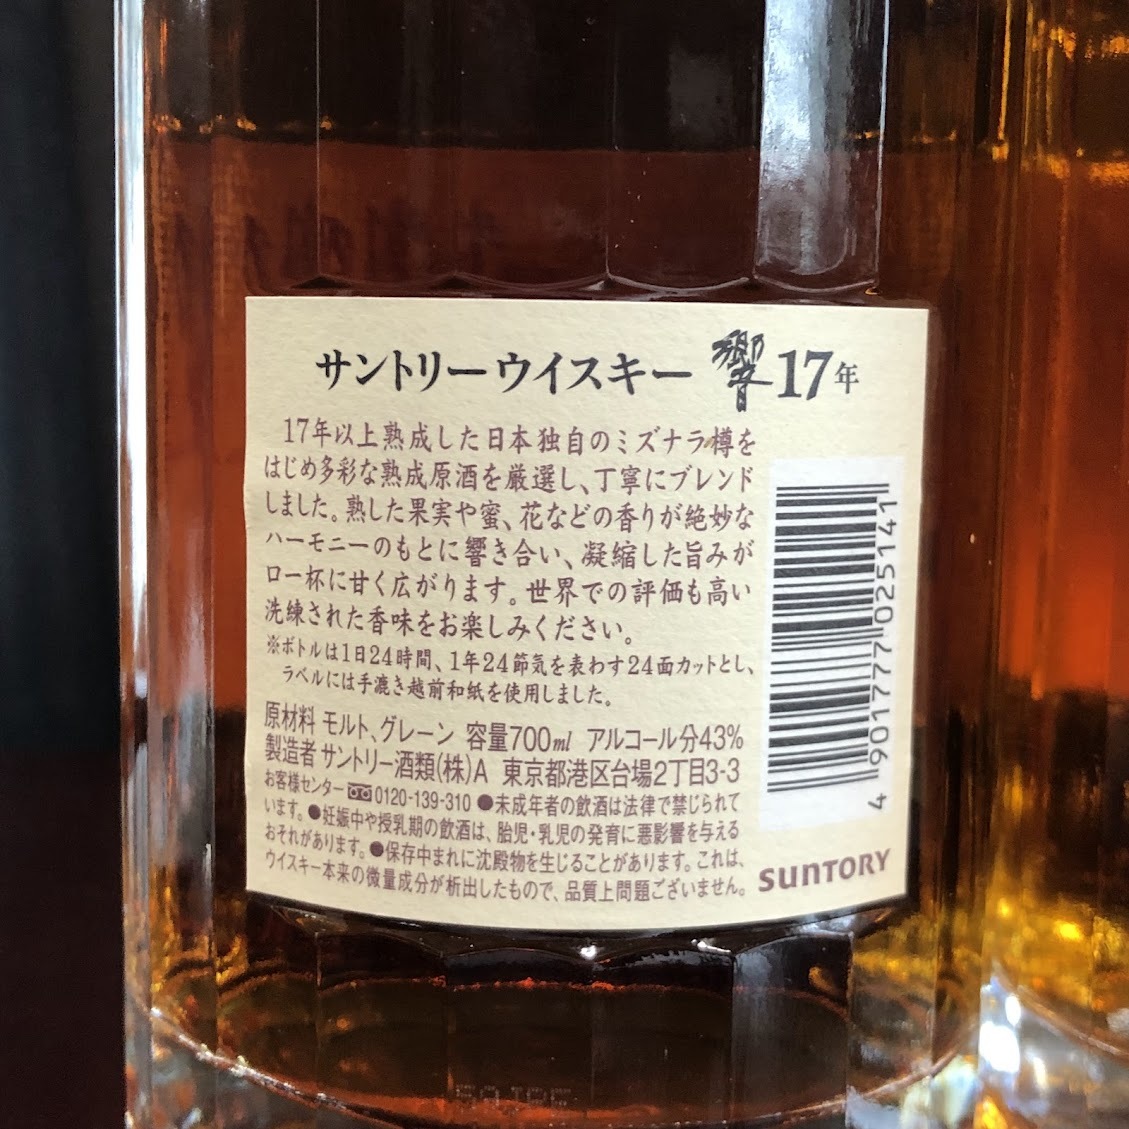 サントリーウイスキー 響 17年
17年以上熟成した日本独自のミズナラ樽を
はじめ多彩な熟成原酒を厳選し、丁寧にブレンド
しました。熟した果実や蜜、花などの香りが絶妙な
ハーモニーのもとに響き合い、凝縮した旨みが
口一杯に甘く広がります。世界での評価も高い
洗練された香味をお楽しみください。
※ボトルは1日24時間、1年24節気を表わす24面カットとし、
ラベルには手漉き越前和紙を使用しました。
原材料 モルト、グレーン 容量700ml アルコール分43%
製造者 サントリー酒類(株)A 東京都港区台場2丁目3-3
お客様センター 0120-139-310 ●未成年者の飲酒は法律で禁じられて
います。●妊娠中や授乳期の飲酒は、胎児・乳児の発育に悪影響を与える
おそれがあります。●保存中まれに沈殿物を生じることがあります。これは、
ウイスキー本来の微量成分が析出したもので、品質上問題ございません。
4 901777 025141
SUNTORY